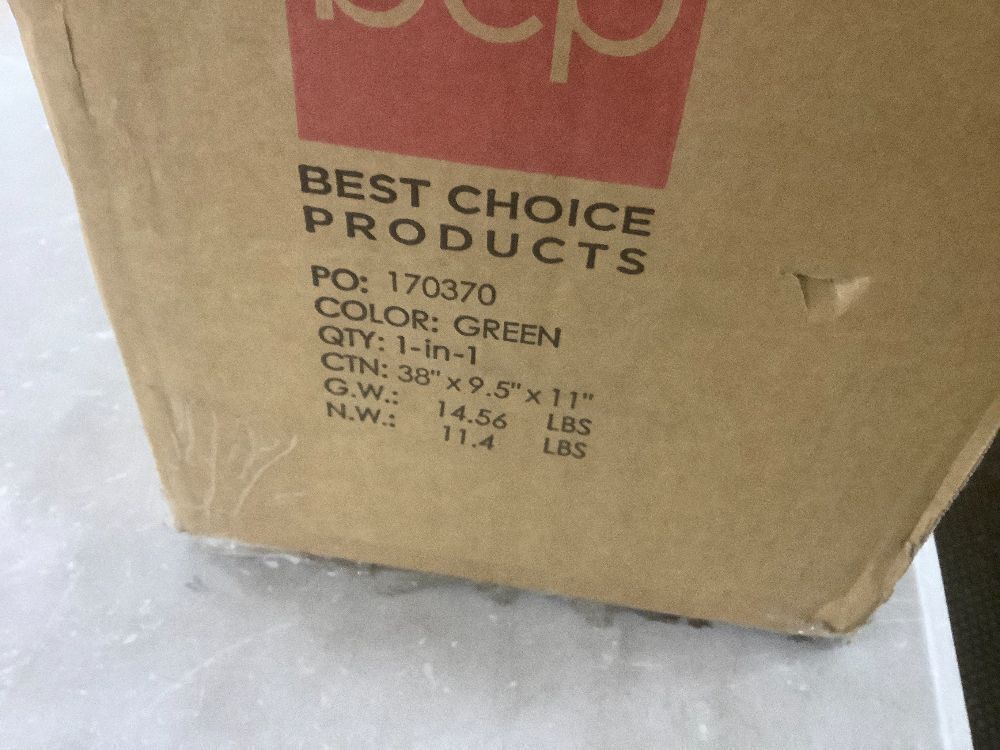 bcp
BEST CHOICE
PRODUCTS
PO: 170370
COLOR: GREEN
QTY: 1-in-1
CTN: 38" x 9.5" x 11"
G.W.: 14.56 LBS
N.W.: 11.4 LBS